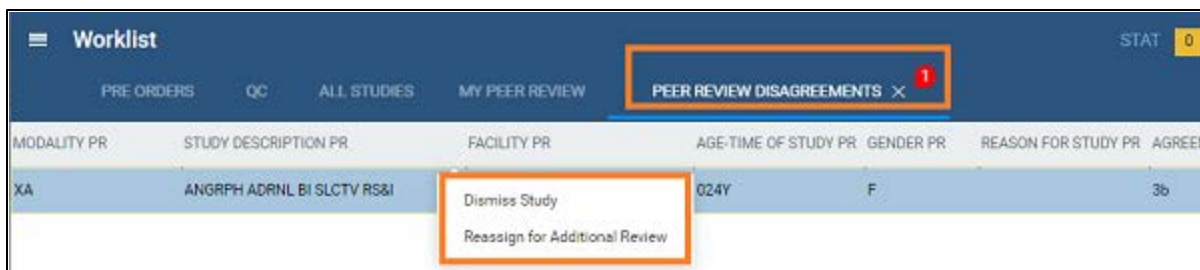 Worklist
STAT 0
PRE ORDERS QC ALL STUDIES MY PEER REVIEW PEER REVIEW DISAGREEMENTS × 1
MODALITY PR STUDY DESCRIPTION PR FACILITY PR AGE-TIME OF STUDY PR GENDER PR REASON FOR STUDY PR AGREE
XA ANGRPH ADRNL BI SLCTV RS&I 024Y F 3b
Dismiss Study
Reassign for Additional Review